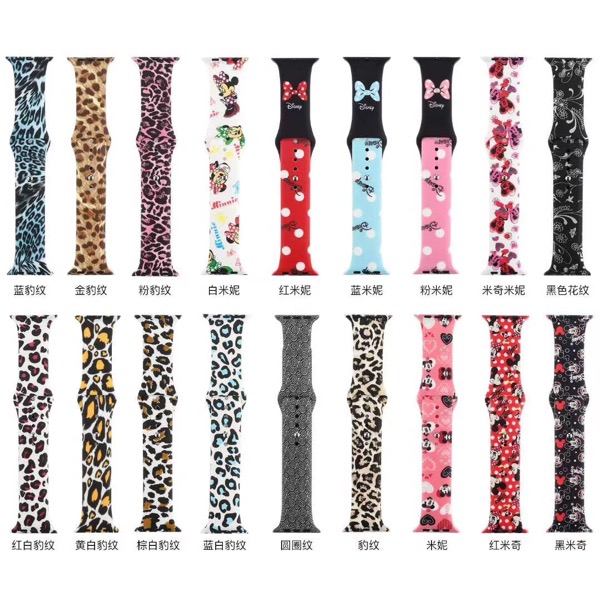 Disney
Disney
Disney
Minnie
蓝豹纹 金豹纹 粉豹纹 白米妮 红米妮 蓝米妮 粉米妮 米奇米妮 黑色花纹
红白豹纹 黄白豹纹 棕白豹纹 蓝白豹纹 圆圈纹 豹纹 米妮 红米奇 黑米奇